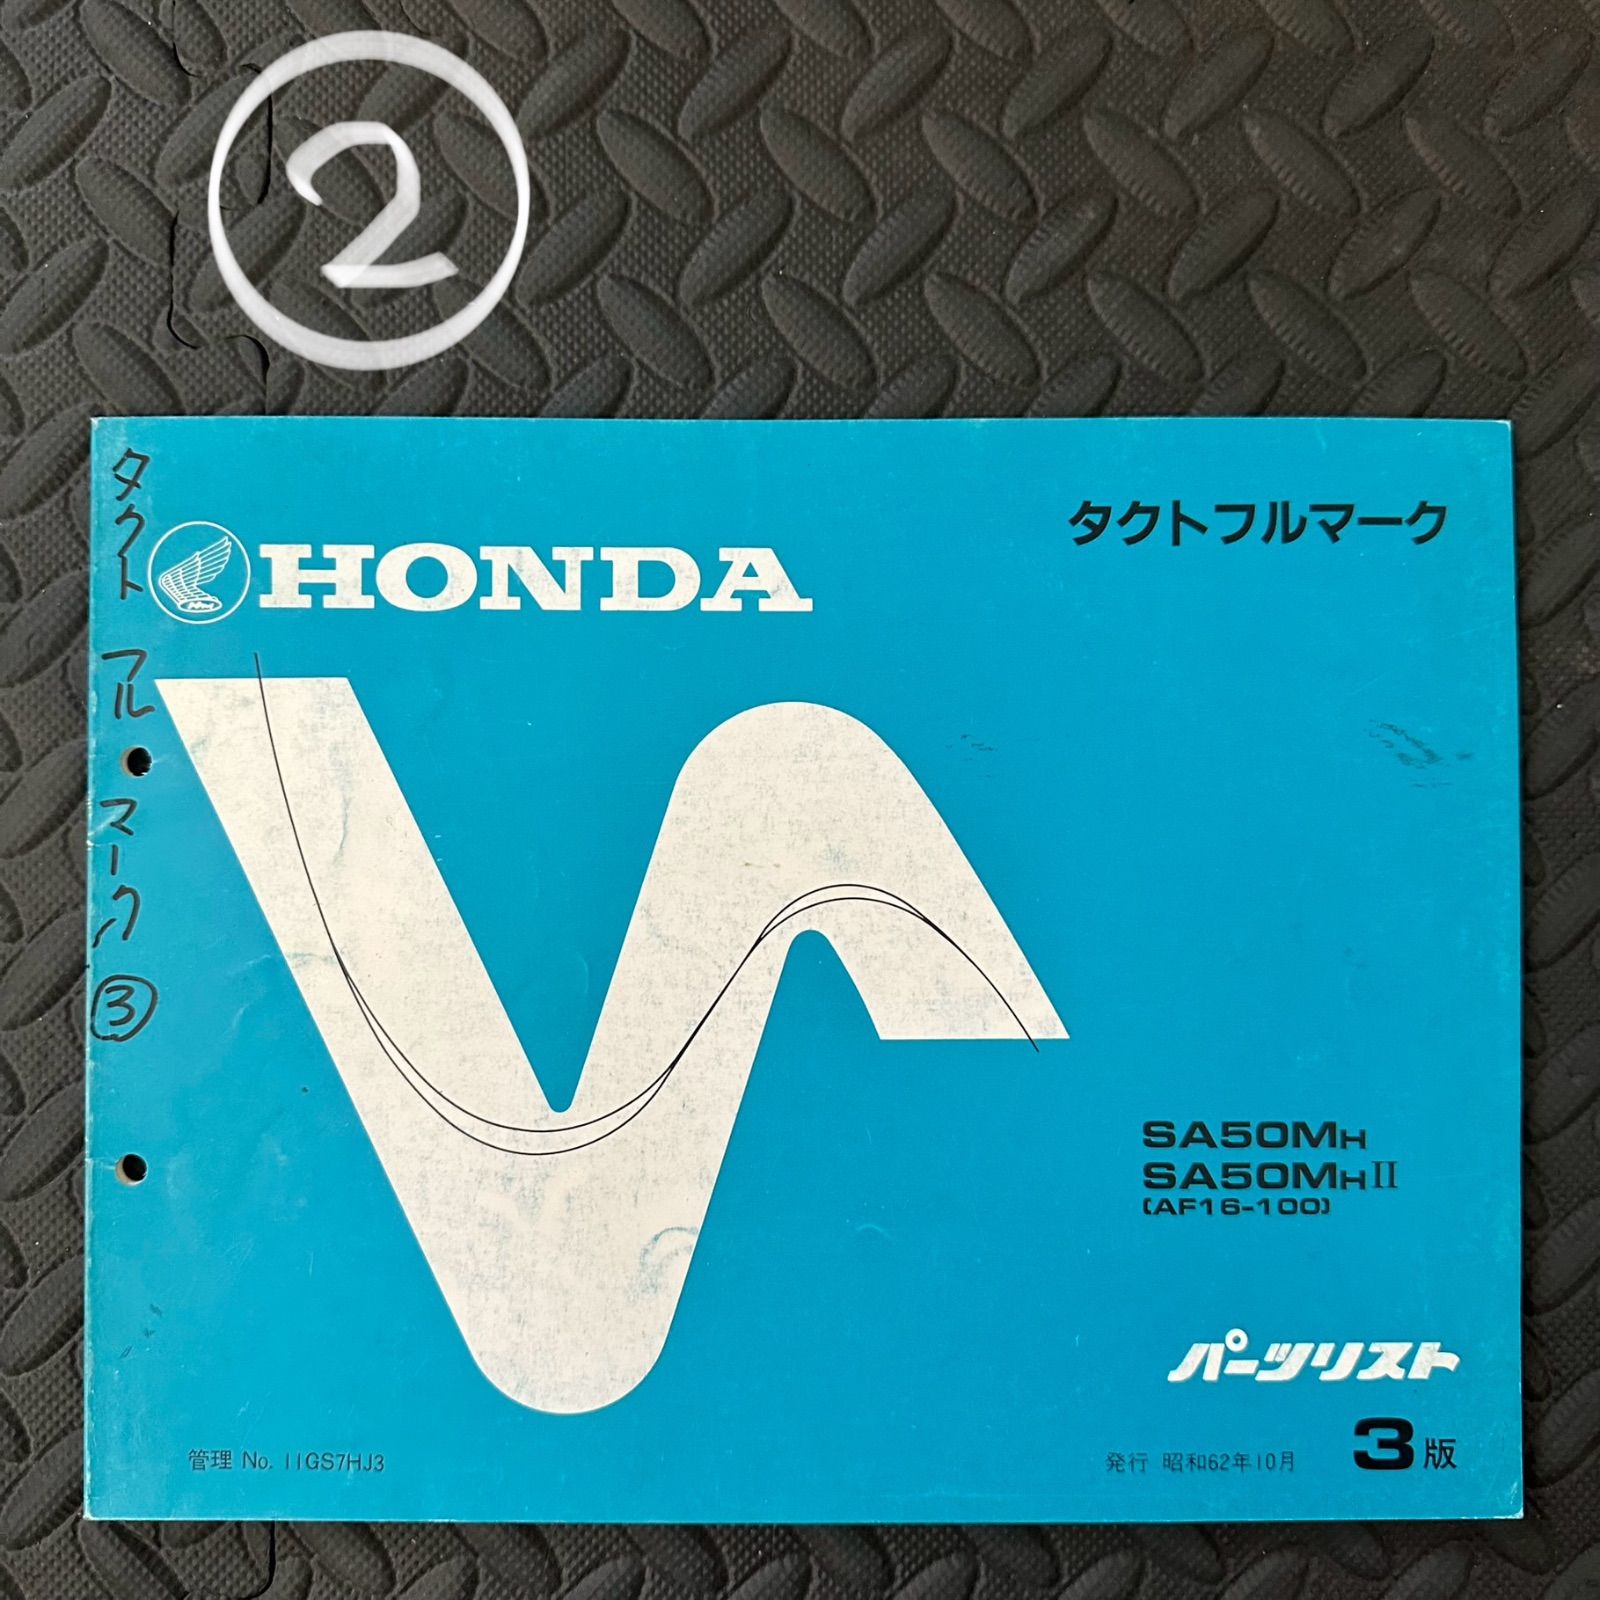 ②
タクトフルマーク
HONDA
HM
タクト フル マーク ③
SA50MH
SA50MHII
(AF16-100)
パーツリスト
3版
管理 No. 11GS7HJ3
発行 昭和62年10月